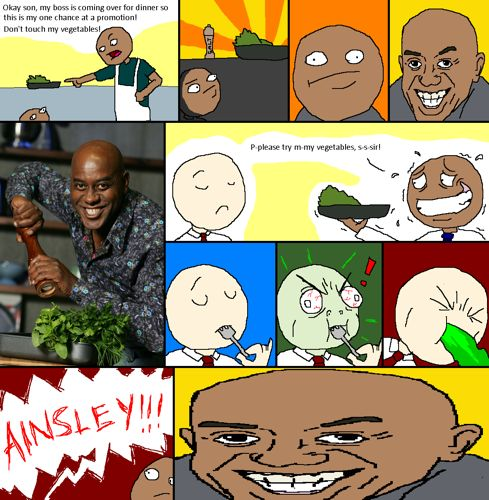 Okay son, my boss is coming over for dinner so
this is my one chance at a promotion!
Don't touch my vegetables!
P-please try m-my vegetables, s-s-sir!
!
AINSLEY!!!